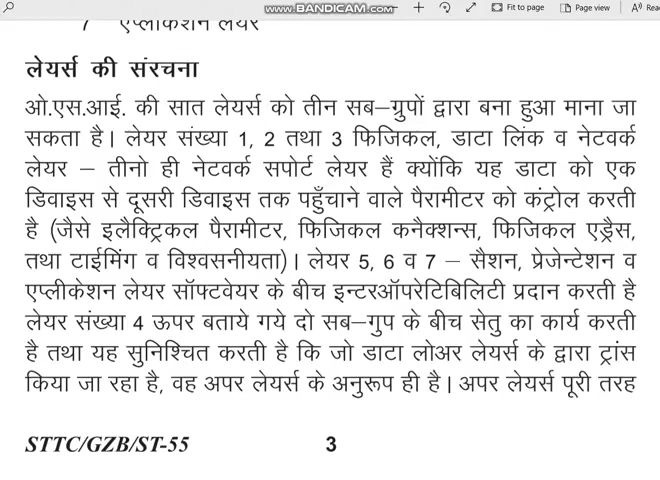 www.BANDICAM.com
Fit to page
Page view
A Rea
7 एप्लीकेशन लेयर
लेयर्स की संरचना
ओ.एस.आई. की सात लेयर्स को तीन सब–ग्रुपों द्वारा बना हुआ माना जा
सकता है। लेयर संख्या 1, 2 तथा 3 फिजिकल, डाटा लिंक व नेटवर्क
लेयर – तीनो ही नेटवर्क सपोर्ट लेयर हैं क्योंकि यह डाटा को एक
डिवाइस से दूसरी डिवाइस तक पहुँचाने वाले पैरामीटर को कंट्रोल करती
है (जैसे इलैक्ट्रिकल पैरामीटर, फिजिकल कनैक्शन्स, फिजिकल एड्रैस,
तथा टाईमिंग व विश्वसनीयता)। लेयर 5, 6 व 7 – सैशन, प्रेजेन्टेशन व
एप्लीकेशन लेयर सॉफ्टवेयर के बीच इन्टरऑपरेटिबिलिटी प्रदान करती है
लेयर संख्या 4 ऊपर बताये गये दो सब–गुप के बीच सेतु का कार्य करती
है तथा यह सुनिश्चित करती है कि जो डाटा लोअर लेयर्स के द्वारा ट्रांस
किया जा रहा है, वह अपर लेयर्स के अनुरूप ही है। अपर लेयर्स पूरी तरह
STTC/GZB/ST-55 3